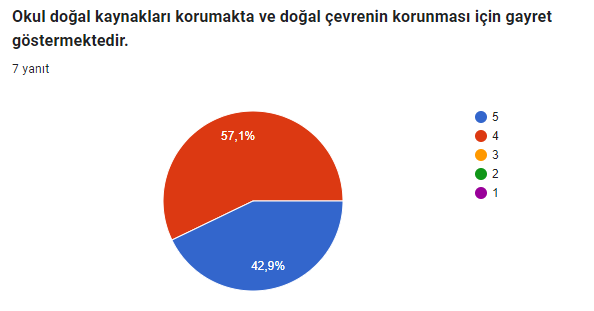 Okul doğal kaynakları korumakta ve doğal çevrenin korunması için gayret
göstermektedir.
7 yanıt
57,1%
42,9%
5
4
3
2
1